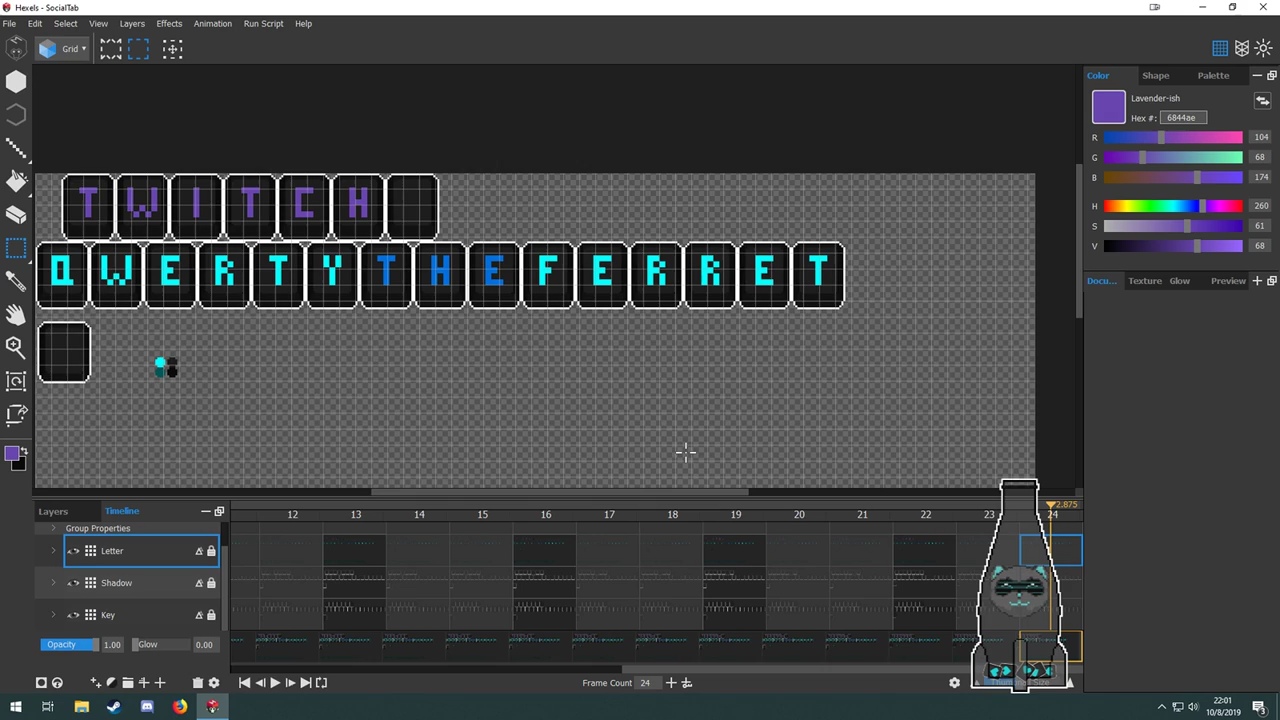 Hexels - SocialTab
File Edit Select View Layers Effects Animation Run Script Help
Grid
Color Shape Palette
Lavender-ish
Hex #: 6844ae
R 104
G 68
B 174
H 260
S 61
V 68
Docu... Texture Glow Preview
TWITCH
QWERTYTHEFERRET
Layers Timeline
12 13 14 15 16 17 18 19 20 21 22 23 24
2.875
Group Properties
Letter
Shadow
Key
Opacity 1.00 Glow 0.00
Frame Count 24
Size
22:01
10/8/2019
3